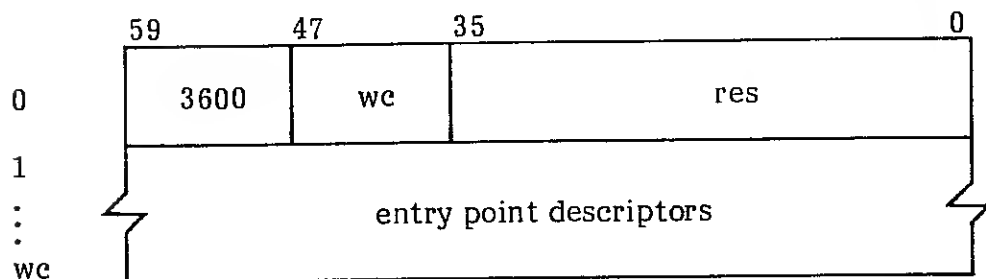 59 47 35 0
0 3600 wc res
1
:
: entry point descriptors
wc